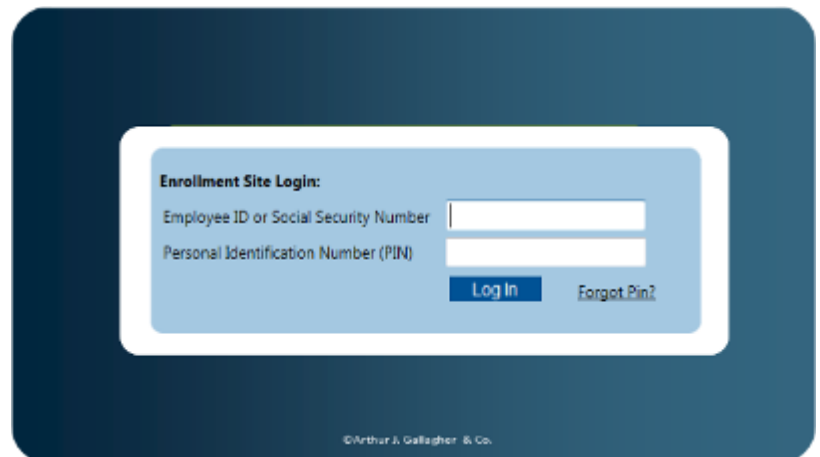 Enrollment Site Login:
Employee ID or Social Security Number
Personal Identification Number (PIN)
Log In
Forgot Pin?
©Arthur J. Gallagher & Co.